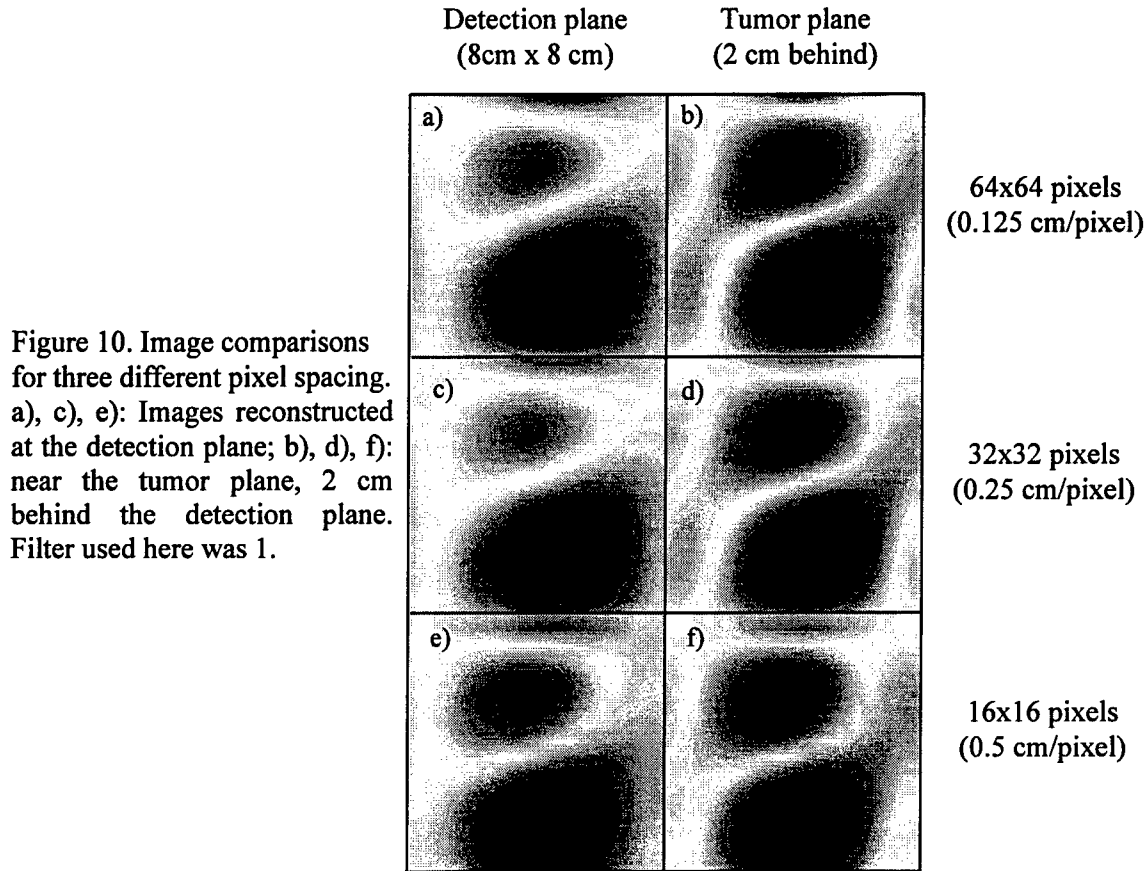 Detection plane
(8cm x 8 cm)
Tumor plane
(2 cm behind)
a)
b)
64x64 pixels
(0.125 cm/pixel)
Figure 10. Image comparisons
for three different pixel spacing.
a), c), e): Images reconstructed
at the detection plane; b), d), f):
near the tumor plane, 2 cm
behind the detection plane.
Filter used here was 1.
c)
d)
32x32 pixels
(0.25 cm/pixel)
e)
f)
16x16 pixels
(0.5 cm/pixel)